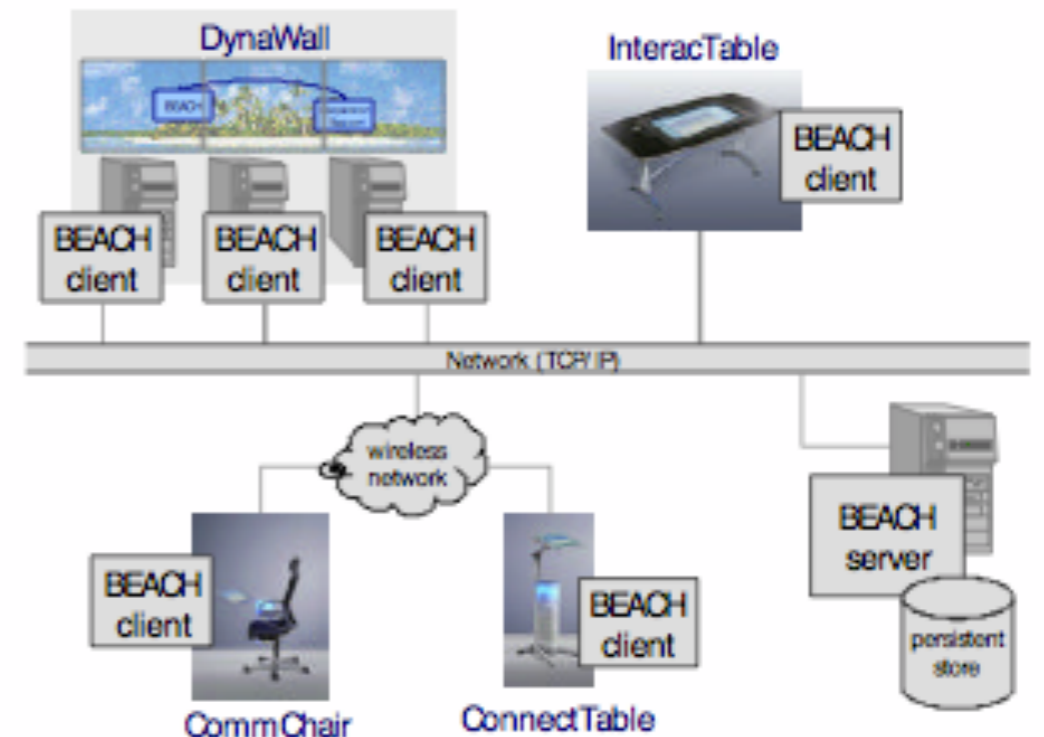 DynaWall
InteracTable
BEACH
BEACH
client
BEACH
client
BEACH
client
BEACH
client
Network (TCP/IP)
wireless
network
BEACH
client
BEACH
client
BEACH
server
persistent
store
CommChair
ConnectTable